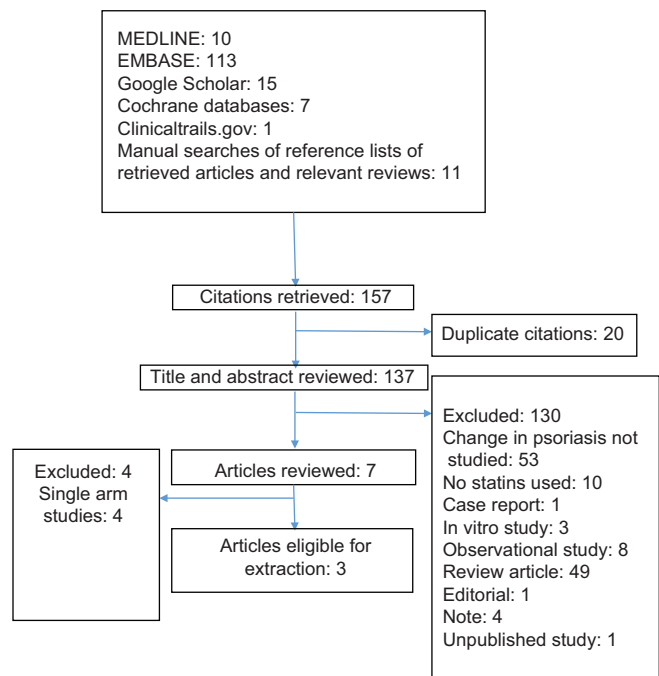 MEDLINE: 10
EMBASE: 113
Google Scholar: 15
Cochrane databases: 7
Clinicaltrails.gov: 1
Manual searches of reference lists of
retrieved articles and relevant reviews: 11
Citations retrieved: 157
Duplicate citations: 20
Title and abstract reviewed: 137
Excluded: 130
Change in psoriasis not
studied: 53
No statins used: 10
Case report: 1
In vitro study: 3
Observational study: 8
Review article: 49
Editorial: 1
Note: 4
Unpublished study: 1
Articles reviewed: 7
Excluded: 4
Single arm
studies: 4
Articles eligible for
extraction: 3